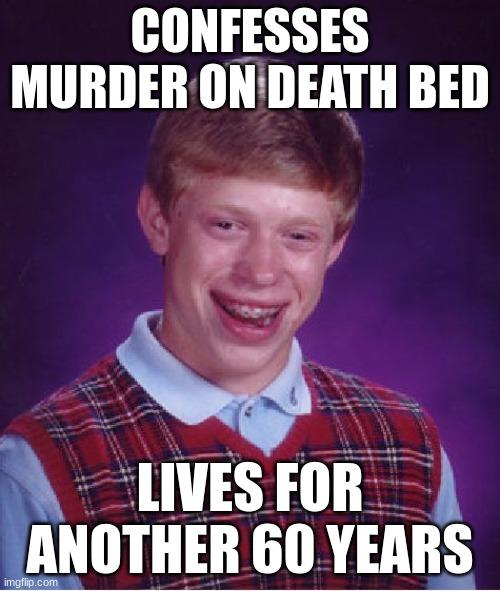 CONFESSES
MURDER ON DEATH BED
LIVES FOR
ANOTHER 60 YEARS
imgflip.com